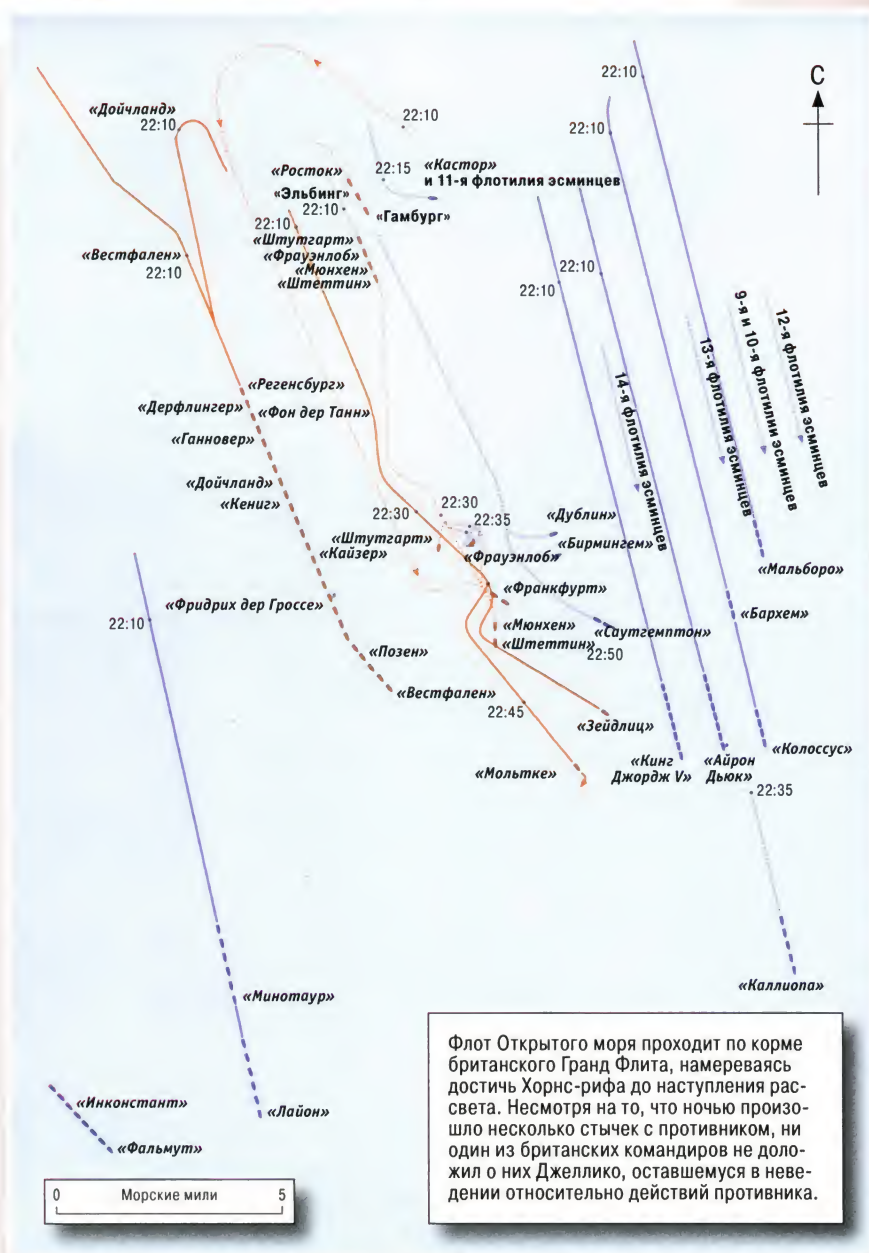 С
22:10
«Дойчланд»
22:10
22:10
22:10
«Росток»
22:15
«Кастор»
и 11-я флотилия эсминцев
«Эльбинг»
22:10
«Гамбург»
22:10
«Штутгарт»
«Фрауэнлоб»
«Мюнхен»
«Штеттин»
«Вестфален»
22:10
22:10
22:10
12-я флотилия эсминцев
9-я и 10-я флотилии эсминцев
13-я флотилия эсминцев
14-я флотилия эсминцев
«Регенсбург»
«Дерфлингер»
«Фон дер Танн»
«Ганновер»
«Дойчланд»
«Кениг»
22:30
22:30
22:35
«Дублин»
«Штутгарт»
«Бирмингем»
«Кайзер»
«Фрауэнлоб»
«Мальборо»
«Франкфурт»
«Фридрих дер Гроссе»
22:10
«Бархем»
«Мюнхен»
«Саутгемптон»
«Штеттин»
22:50
«Позен»
«Вестфален»
22:45
«Зейдлиц»
«Мольтке»
«Кинг
Джордж V»
«Айрон
Дьюк»
«Колоссус»
22:35
«Каллиопа»
«Минотаур»
«Инконстант»
«Лайон»
«Фальмут»
0 Морские мили 5
Флот Открытого моря проходит по корме
британского Гранд Флита, намереваясь
достичь Хорнс-рифа до наступления рас-
света. Несмотря на то, что ночью произо-
шло несколько стычек с противником, ни
один из британских командиров не доло-
жил о них Джеллико, оставшемуся в неве-
дении относительно действий противника.